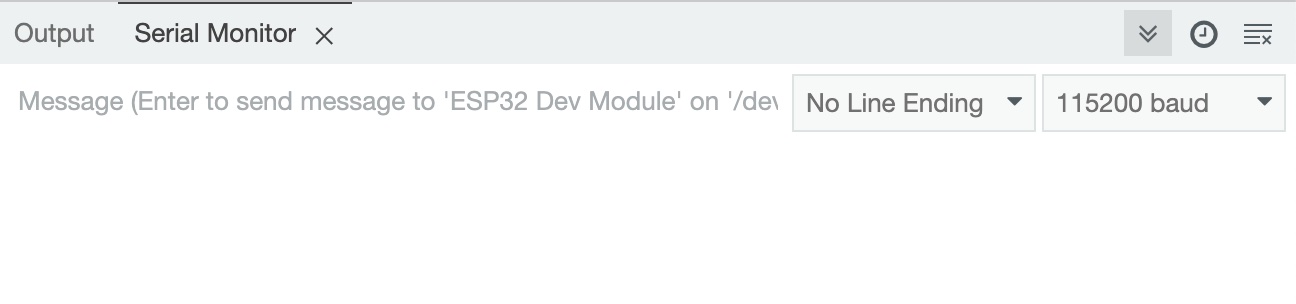 Output Serial Monitor
Message (Enter to send message to 'ESP32 Dev Module' on '/dev No Line Ending 115200 baud